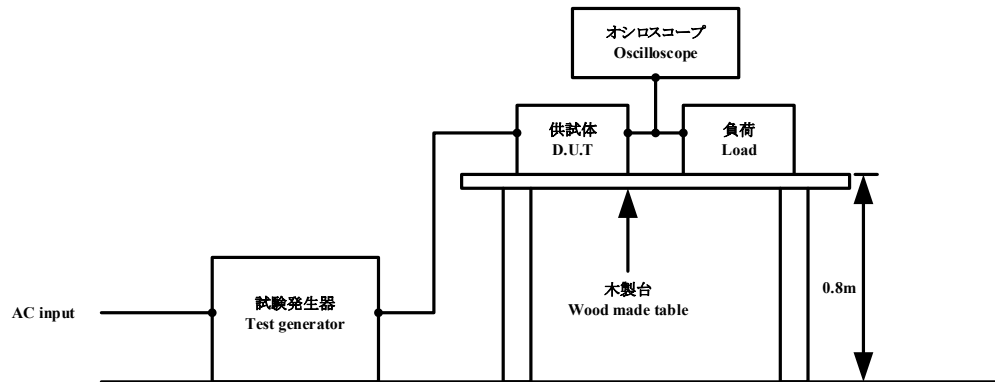 オシロスコープ
Oscilloscope
供試体
D.U.T
負荷
Load
試験発生器
Test generator
AC input
木製台
Wood made table
0.8m